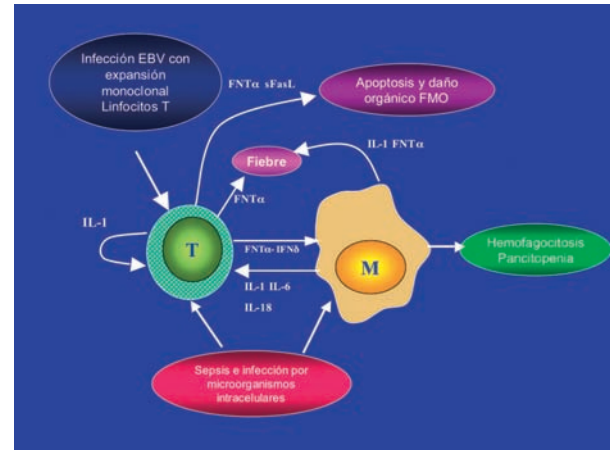 Infección EBV con
expansión
monoclonal
Linfocitos T
FNTα sFasL
Apoptosis y daño
orgánico FMO
IL-1 FNTα
Fiebre
FNTα
IL-1
T
FNTα- IFNδ
M
Hemofagocitosis
Pancitopenia
IL-1 IL-6
IL-18
Sepsis e infección por
microorganismos
intracelulares